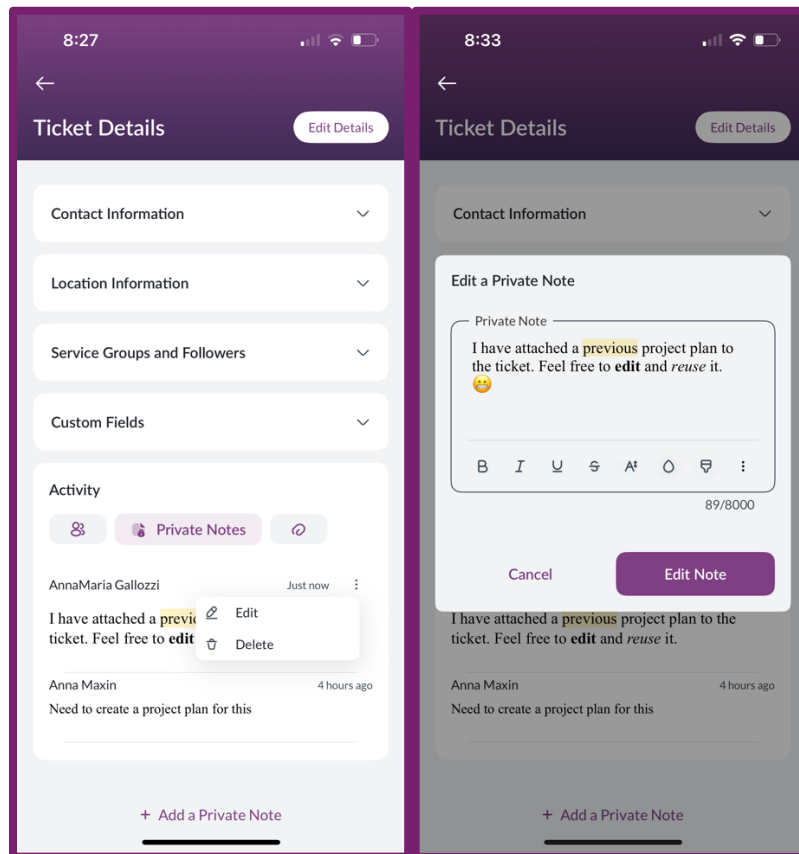 8:27
Ticket Details
Edit Details
Contact Information
Location Information
Service Groups and Followers
Custom Fields
Activity
Private Notes
AnnaMaria Gallozzi
Just now
I have attached a previ
ticket. Feel free to edit
Edit
Delete
Anna Maxin
4 hours ago
Need to create a project plan for this
+ Add a Private Note
8:33
Ticket Details
Edit Details
Contact Information
Edit a Private Note
Private Note
I have attached a previous project plan to
the ticket. Feel free to edit and reuse it.
😬
B I U S A
89/8000
Cancel
Edit Note
I have attached a previous project plan to the
ticket. Feel free to edit and reuse it.
Anna Maxin
4 hours ago
Need to create a project plan for this
+ Add a Private Note